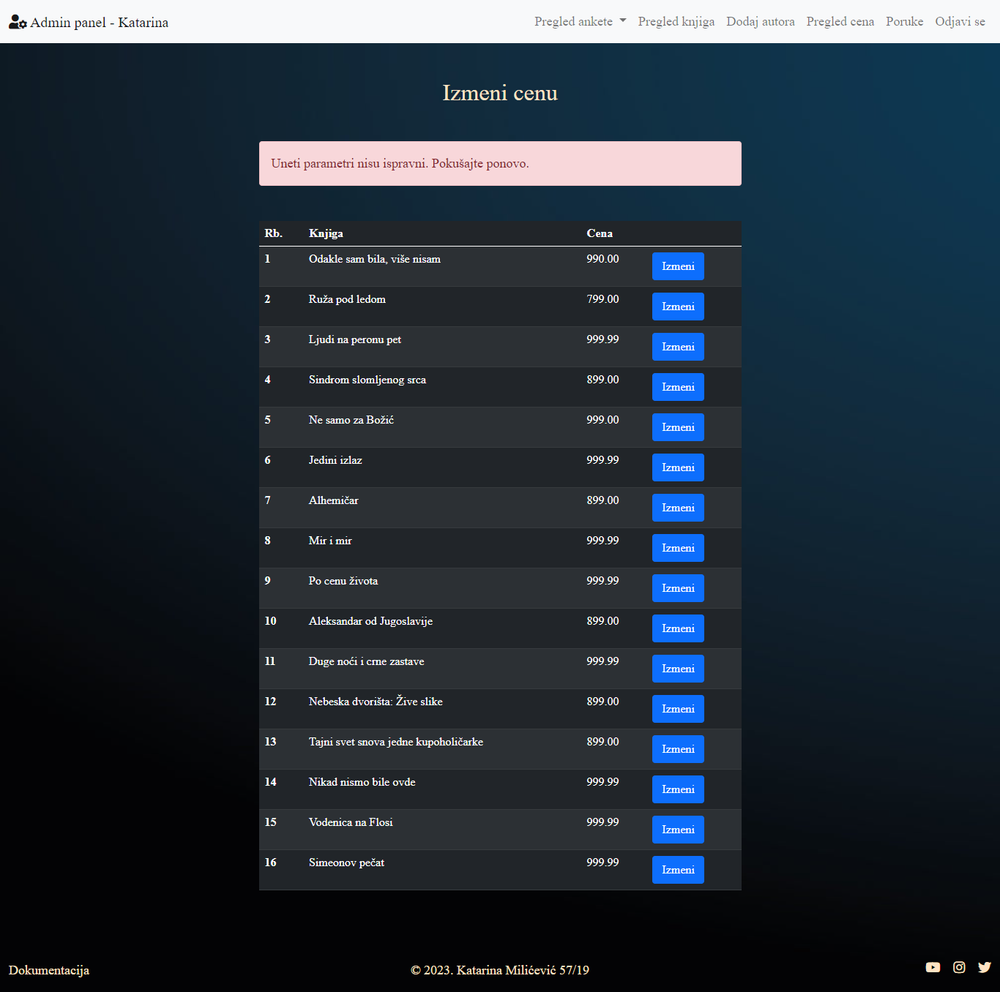 Admin panel - Katarina
Pregled ankete
Pregled knjiga
Dodaj autora
Pregled cena
Poruke
Odjavi se
Izmeni cenu
Uneti parametri nisu ispravni. Pokušajte ponovo.
Rb. Knjiga Cena
1 Odakle sam bila, više nisam 990.00 Izmeni
2 Ruža pod ledom 799.00 Izmeni
3 Ljudi na peronu pet 999.99 Izmeni
4 Sindrom slomljenog srca 899.00 Izmeni
5 Ne samo za Božić 999.00 Izmeni
6 Jedini izlaz 999.99 Izmeni
7 Alhemičar 899.00 Izmeni
8 Mir i mir 999.99 Izmeni
9 Po cenu života 999.99 Izmeni
10 Aleksandar od Jugoslavije 899.00 Izmeni
11 Duge noći i crne zastave 999.99 Izmeni
12 Nebeska dvorišta: Žive slike 899.00 Izmeni
13 Tajni svet snova jedne kupoholičarke 899.00 Izmeni
14 Nikad nismo bile ovde 999.99 Izmeni
15 Vodenica na Flosi 999.99 Izmeni
16 Simeonov pečat 999.99 Izmeni
Dokumentacija
© 2023. Katarina Milićević 57/19